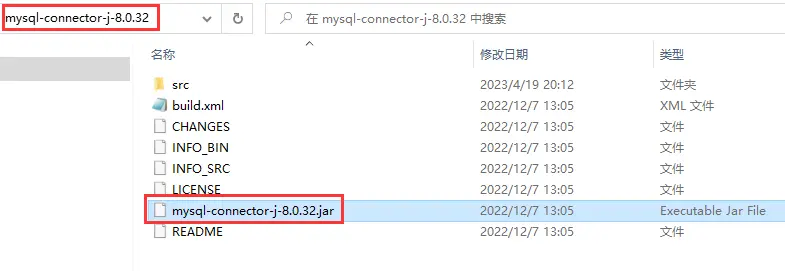 mysql-connector-j-8.0.32 在 mysql-connector-j-8.0.32 中搜索
名称 修改日期 类型
src 2023/4/19 20:12 文件夹
build.xml 2022/12/7 13:05 XML 文件
CHANGES 2022/12/7 13:05 文件
INFO_BIN 2022/12/7 13:05 文件
INFO_SRC 2022/12/7 13:05 文件
LICENSE 2022/12/7 13:05 文件
mysql-connector-j-8.0.32.jar 2022/12/7 13:05 Executable Jar File
README 2022/12/7 13:05 文件